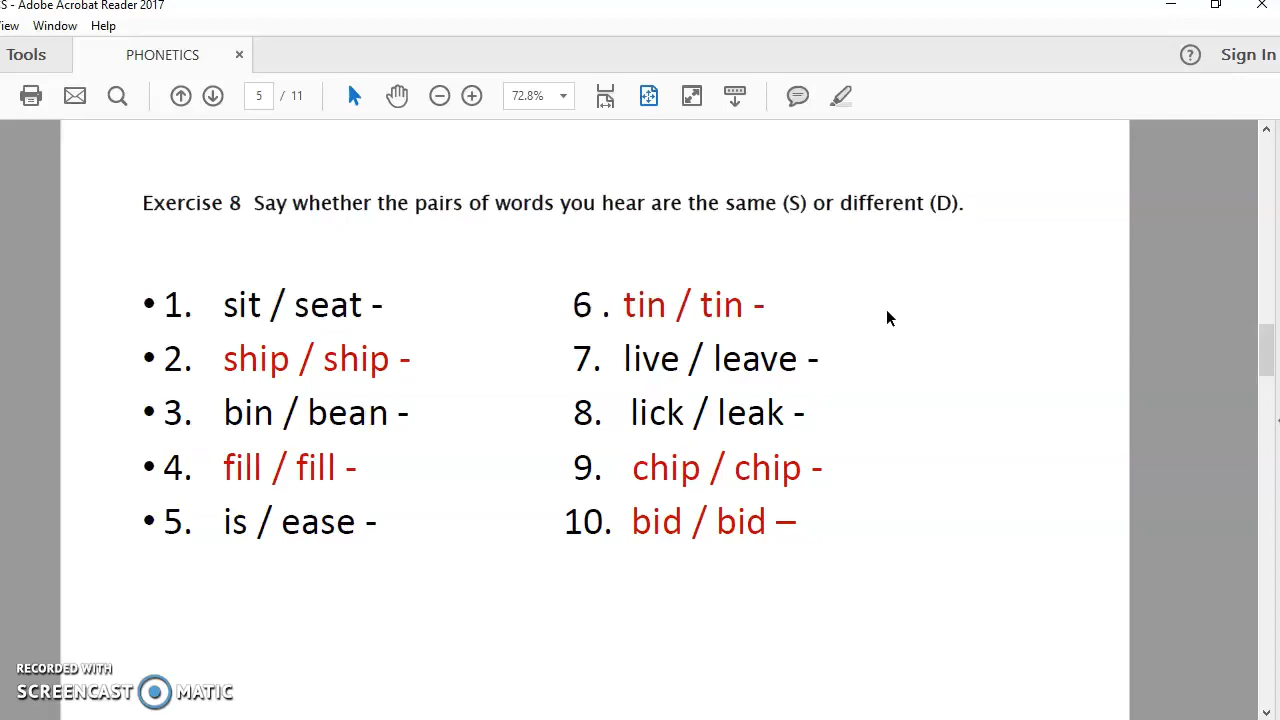 S - Adobe Acrobat Reader 2017
iew Window Help
Tools PHONETICS × ? Sign In
5 / 11 72.8%
Exercise 8 Say whether the pairs of words you hear are the same (S) or different (D).
• 1. sit / seat - 6 . tin / tin -
• 2. ship / ship - 7. live / leave -
• 3. bin / bean - 8. lick / leak -
• 4. fill / fill - 9. chip / chip -
• 5. is / ease - 10. bid / bid –
RECORDED WITH
SCREENCAST MATIC